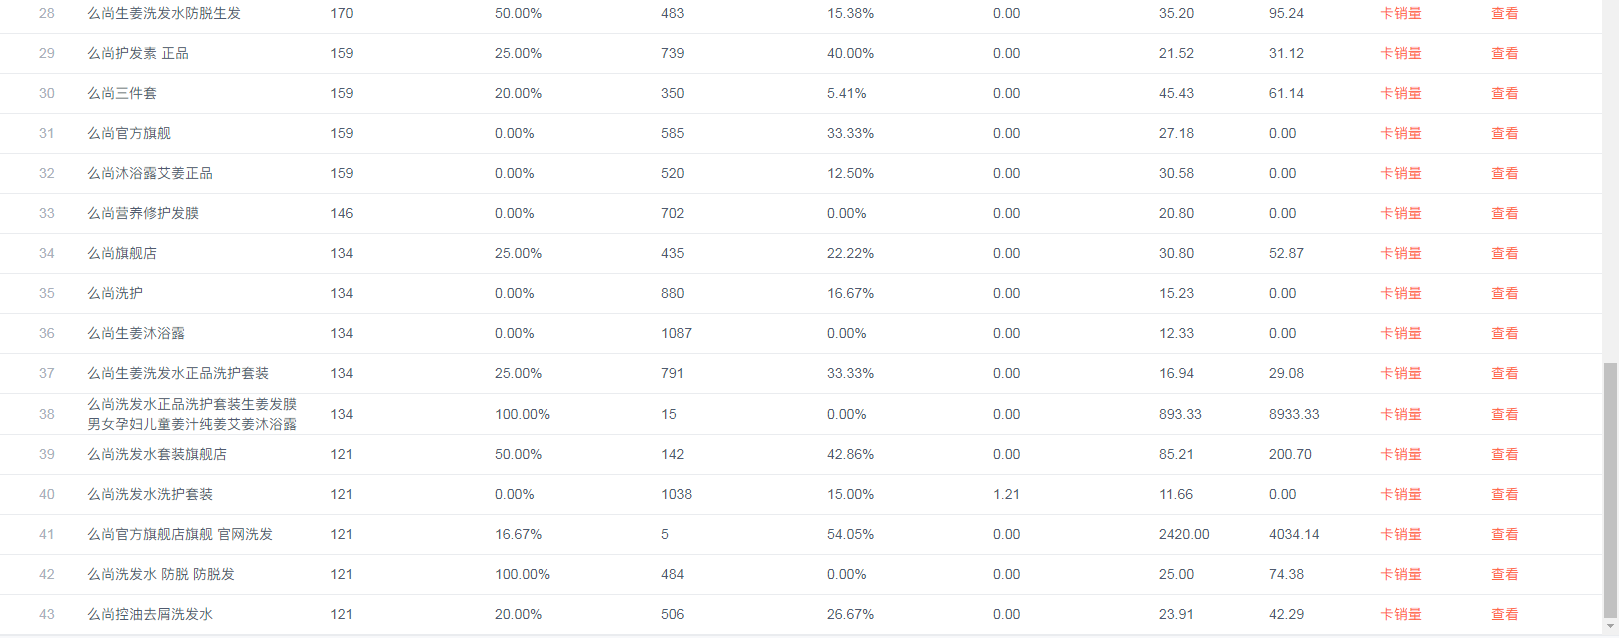 28 么尚生姜洗发水防脱生发 170 50.00% 483 15.38% 0.00 35.20 95.24 卡销量 查看
29 么尚护发素 正品 159 25.00% 739 40.00% 0.00 21.52 31.12 卡销量 查看
30 么尚三件套 159 20.00% 350 5.41% 0.00 45.43 61.14 卡销量 查看
31 么尚官方旗舰 159 0.00% 585 33.33% 0.00 27.18 0.00 卡销量 查看
32 么尚沐浴露艾姜正品 159 0.00% 520 12.50% 0.00 30.58 0.00 卡销量 查看
33 么尚营养修护发膜 146 0.00% 702 0.00% 0.00 20.80 0.00 卡销量 查看
34 么尚旗舰店 134 25.00% 435 22.22% 0.00 30.80 52.87 卡销量 查看
35 么尚洗护 134 0.00% 880 16.67% 0.00 15.23 0.00 卡销量 查看
36 么尚生姜沐浴露 134 0.00% 1087 0.00% 0.00 12.33 0.00 卡销量 查看
37 么尚生姜洗发水正品洗护套装 134 25.00% 791 33.33% 0.00 16.94 29.08 卡销量 查看
么尚洗发水正品洗护套装生姜发膜
38 134 100.00% 15 0.00% 0.00 893.33 8933.33 卡销量 查看
男女孕妇儿童姜汁纯姜艾姜沐浴露
39 么尚洗发水套装旗舰店 121 50.00% 142 42.86% 0.00 85.21 200.70 卡销量 查看
40 么尚洗发水洗护套装 121 0.00% 1038 15.00% 1.21 11.66 0.00 卡销量 查看
41 么尚官方旗舰店旗舰 官网洗发 121 16.67% 5 54.05% 0.00 2420.00 4034.14 卡销量 查看
42 么尚洗发水 防脱 防脱发 121 100.00% 484 0.00% 0.00 25.00 74.38 卡销量 查看
43 么尚控油去屑洗发水 121 20.00% 506 26.67% 0.00 23.91 42.29 卡销量 查看